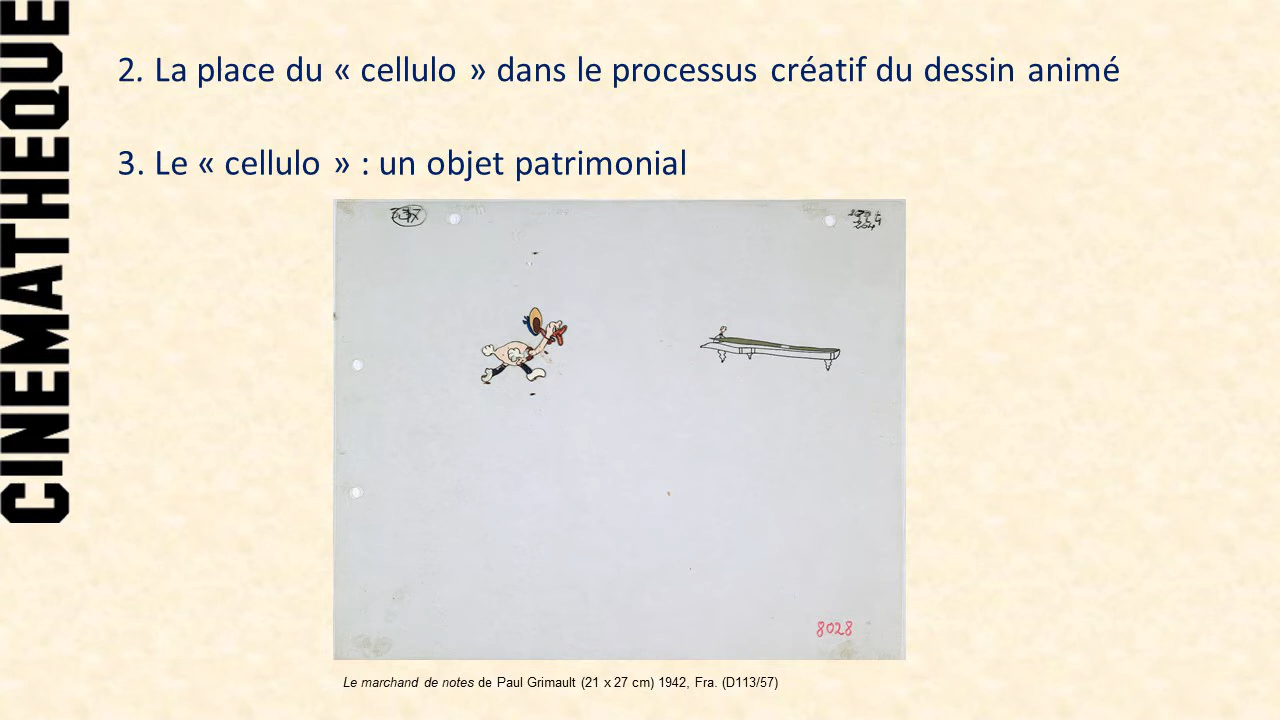 CINEMATHEQUE
2. La place du « cellulo » dans le processus créatif du dessin animé
3. Le « cellulo » : un objet patrimonial
8028
Le marchand de notes de Paul Grimault (21 x 27 cm) 1942, Fra. (D113/57)